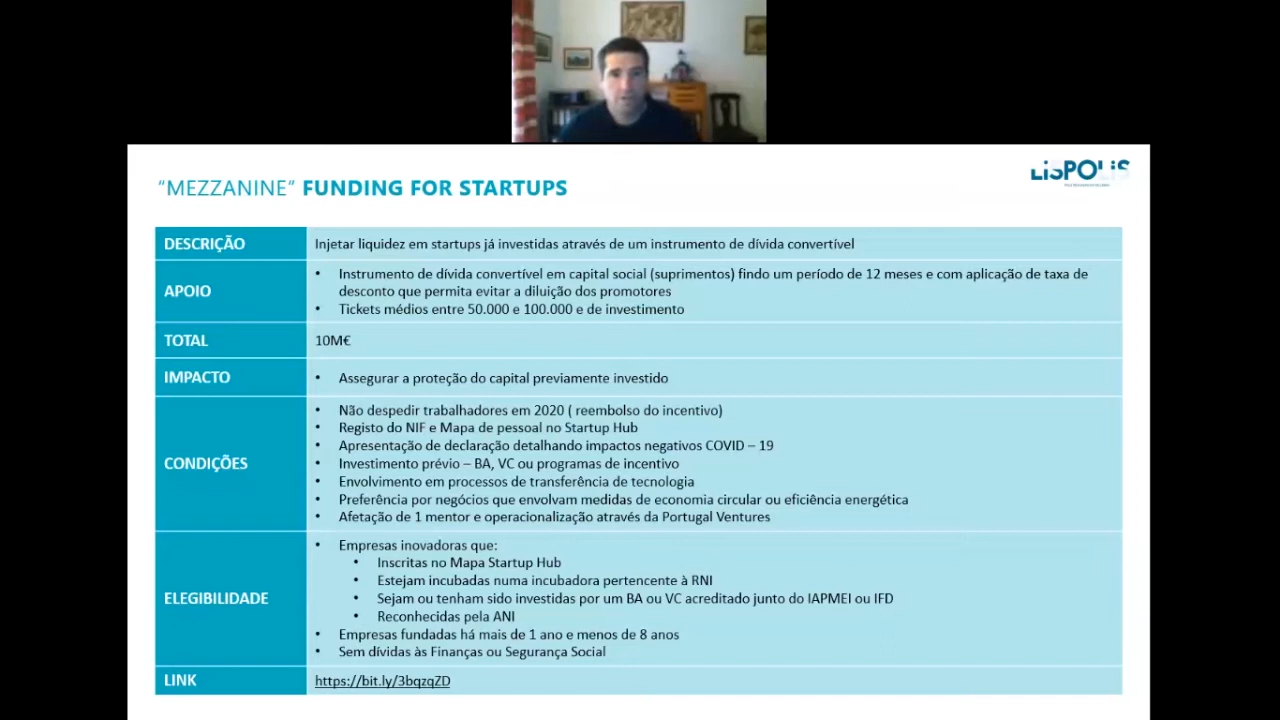 LiSPOLIS
"MEZZANINE" FUNDING FOR STARTUPS
DESCRIÇÃO
Injetar liquidez em startups já investidas através de um instrumento de dívida convertível
APOIO
• Instrumento de dívida convertível em capital social (suprimentos) findo um período de 12 meses e com aplicação de taxa de
desconto que permita evitar a diluição dos promotores
• Tickets médios entre 50.000 e 100.000 e de investimento
TOTAL
10M€
IMPACTO
• Assegurar a proteção do capital previamente investido
CONDIÇÕES
• Não despedir trabalhadores em 2020 ( reembolso do incentivo)
• Registo do NIF e Mapa de pessoal no Startup Hub
• Apresentação de declaração detalhando impactos negativos COVID – 19
• Investimento prévio – BA, VC ou programas de incentivo
• Envolvimento em processos de transferência de tecnologia
• Preferência por negócios que envolvam medidas de economia circular ou eficiência energética
• Afetação de 1 mentor e operacionalização através da Portugal Ventures
ELEGIBILIDADE
• Empresas inovadoras que:
• Inscritas no Mapa Startup Hub
• Estejam incubadas numa incubadora pertencente à RNI
• Sejam ou tenham sido investidas por um BA ou VC acreditado junto do IAPMEI ou IFD
• Reconhecidas pela ANI
• Empresas fundadas há mais de 1 ano e menos de 8 anos
• Sem dívidas às Finanças ou Segurança Social
LINK
https://bit.ly/3bqzqZD